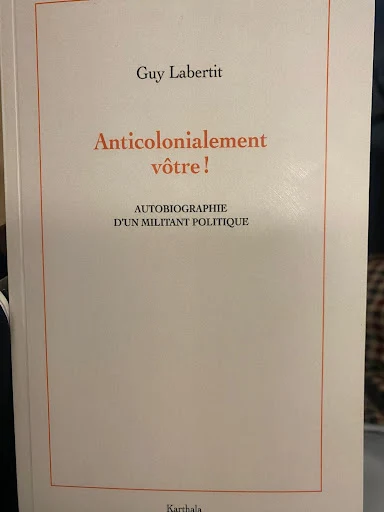 Guy Labertit
Anticolonialement
vôtre !
AUTOBIOGRAPHIE
D'UN MILITANT POLITIQUE
Karthala